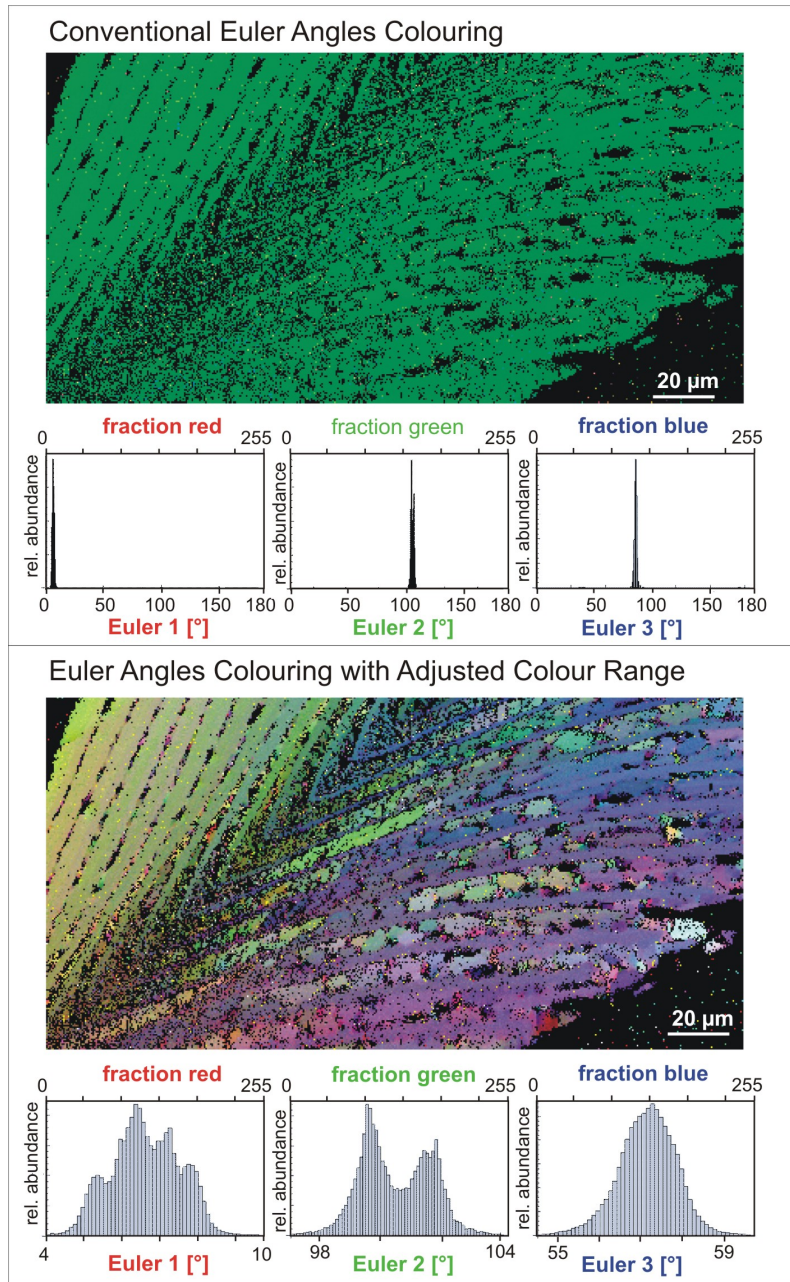 Conventional Euler Angles Colouring
20 µm
0 fraction red 255
0 fraction green 255
0 fraction blue 255
rel. abundance
rel. abundance
rel. abundance
0 50 100 150 180
0 50 100 150 180
0 50 100 150 180
Euler 1 [°]
Euler 2 [°]
Euler 3 [°]
Euler Angles Colouring with Adjusted Colour Range
20 µm
0 fraction red 255
0 fraction green 255
0 fraction blue 255
rel. abundance
rel. abundance
rel. abundance
4 10
98 104
55 59
Euler 1 [°]
Euler 2 [°]
Euler 3 [°]